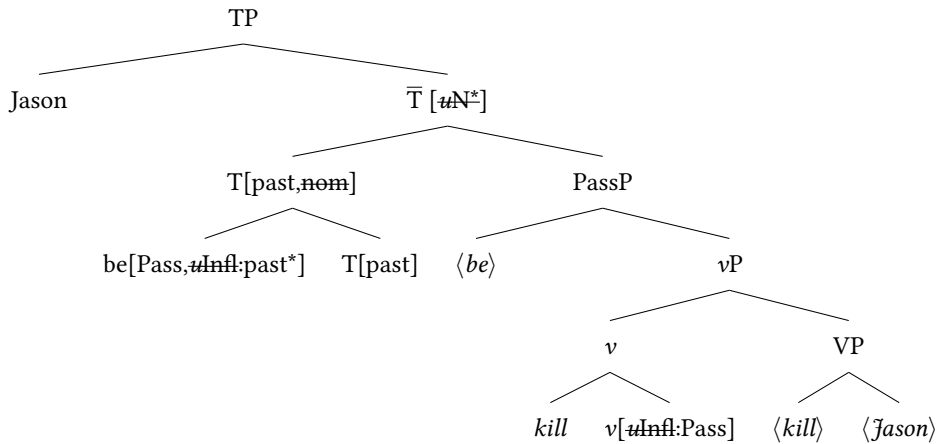 TP
Jason T̅ [uN*]
T[past,nom] PassP
be[Pass,uInfl:past*] T[past] ⟨be⟩ vP
v VP
kill v[uInfl:Pass] ⟨kill⟩ ⟨Jason⟩